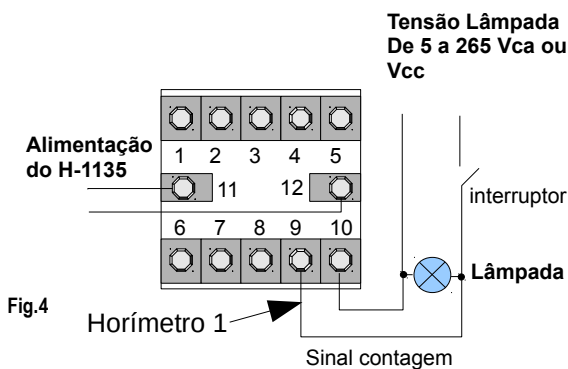 Tensão Lâmpada
De 5 a 265 Vca ou
Vcc
Alimentação
do H-1135
1 2 3 4 5
11 12
6 7 8 9 10
interruptor
Lâmpada
Fig.4
Horímetro 1
Sinal contagem